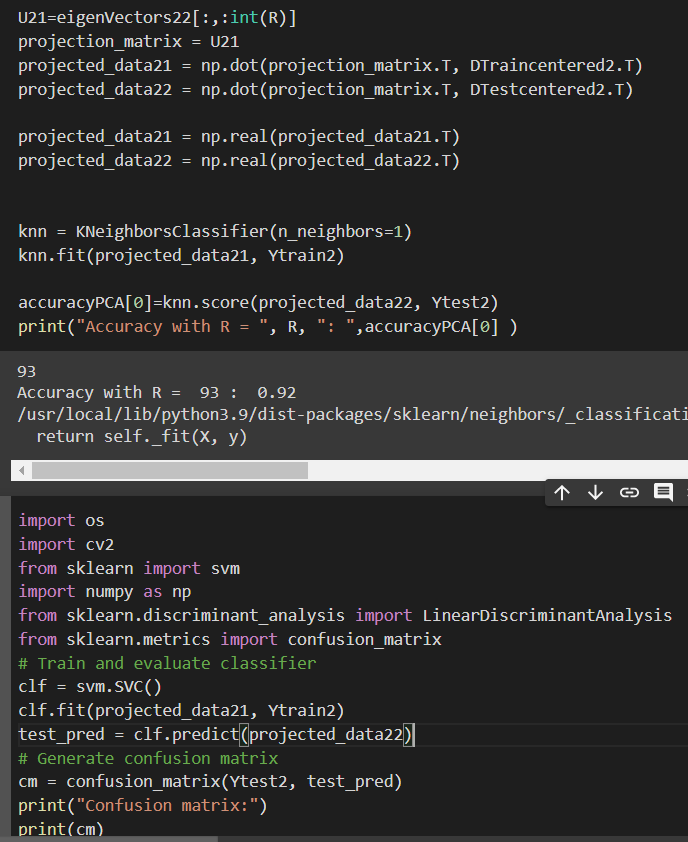 U21=eigenVectors22[:,:int(R)]
projection_matrix = U21
projected_data21 = np.dot(projection_matrix.T, DTraincentered2.T)
projected_data22 = np.dot(projection_matrix.T, DTestcentered2.T)
projected_data21 = np.real(projected_data21.T)
projected_data22 = np.real(projected_data22.T)
knn = KNeighborsClassifier(n_neighbors=1)
knn.fit(projected_data21, Ytrain2)
accuracyPCA[0]=knn.score(projected_data22, Ytest2)
print("Accuracy with R = ", R, ": ",accuracyPCA[0] )
93
Accuracy with R =  93 :  0.92
/usr/local/lib/python3.9/dist-packages/sklearn/neighbors/_classificati
  return self._fit(X, y)
import os
import cv2
from sklearn import svm
import numpy as np
from sklearn.discriminant_analysis import LinearDiscriminantAnalysis
from sklearn.metrics import confusion_matrix
# Train and evaluate classifier
clf = svm.SVC()
clf.fit(projected_data21, Ytrain2)
test_pred = clf.predict(projected_data22)
# Generate confusion matrix
cm = confusion_matrix(Ytest2, test_pred)
print("Confusion matrix:")
print(cm)